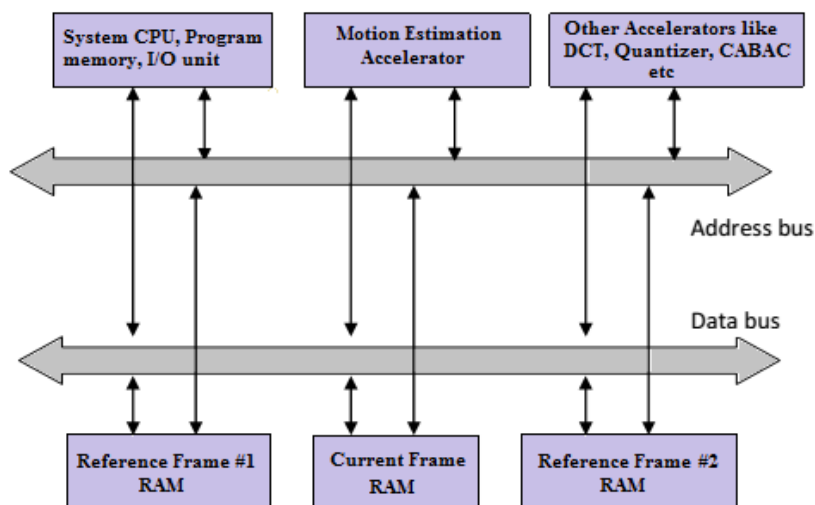 System CPU, Program
memory, I/O unit
Motion Estimation
Accelerator
Other Accelerators like
DCT, Quantizer, CABAC
etc
Address bus
Data bus
Reference Frame #1
RAM
Current Frame
RAM
Reference Frame #2
RAM